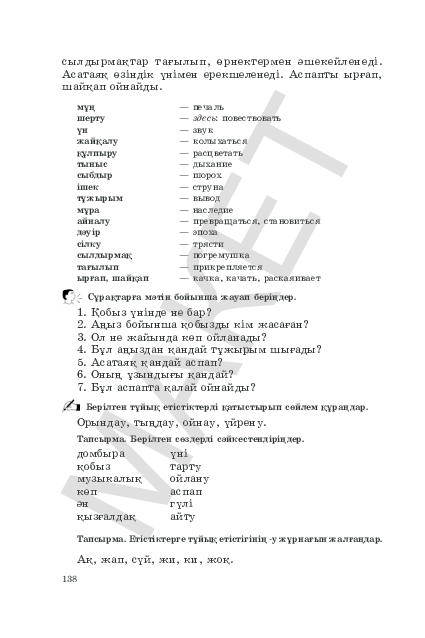 сылдырмақтар тағылып, өрнектермен әшекейленеді.
Асатаяқ өзіндік үнімен ерекшеленеді. Аспапты ырғап,
шайқап ойнайды.
мұң — печаль
шерту — здесь: повествовать
үн — звук
жайқалу — колыхаться
құлпыру — расцветать
тыныс — дыхание
сыбдыр — шорох
ішек — струна
тұжырым — вывод
мұра — наследие
айналу — превращаться, становиться
дәуір — эпоха
сілку — трясти
сылдырмақ — погремушка
тағылып — прикрепляется
ырғап, шайқап — качка, качать, раскаяивает
Сұрақтарға мәтін бойынша жауап беріңдер.
1. Қобыз үнінде не бар?
2. Аңыз бойынша қобызды кім жасаған?
3. Ол не жайында көп ойланады?
4. Бұл аңыздан қандай тұжырым шығады?
5. Асатаяқ қандай аспап?
6. Оның ұзындығы қандай?
7. Бұл аспапта қалай ойнайды?
Берілген тұйық етістіктерді қатыстырып сөйлем құраңдар.
Орындау, тыңдау, ойнау, үйрену.
Тапсырма. Берілген сөздерді сәйкестендіріңдер.
домбыра үні
қобыз тарту
музыкалық ойлану
көп аспап
ән гүлі
қызғалдақ айту
Тапсырма. Етістіктерге тұйық етістігінің -у жұрнағын жалғаңдар.
Ақ, жап, сүй, жи, ки, жоқ.
138
МАКЕТ